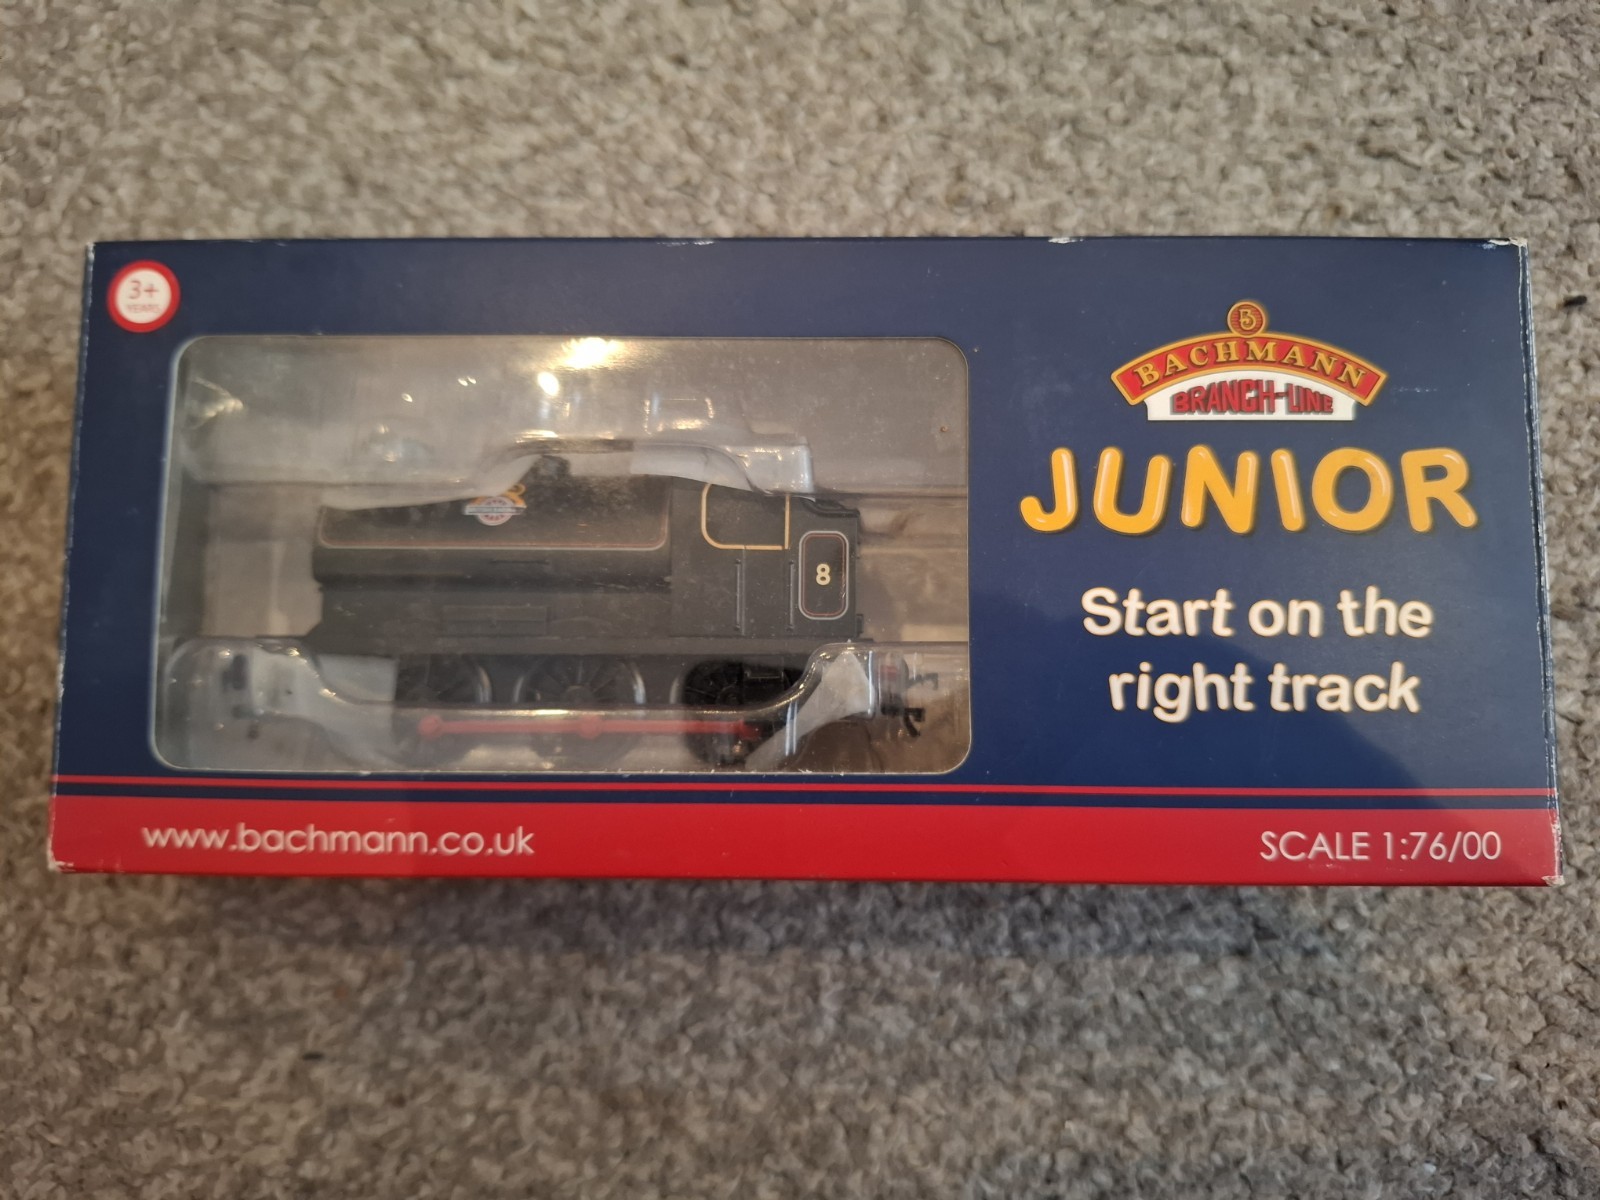 3+
YEARS
BACHMANN
BRANCH-LINE
JUNIOR
Start on the
right track
8
www.bachmann.co.uk
SCALE 1:76/00